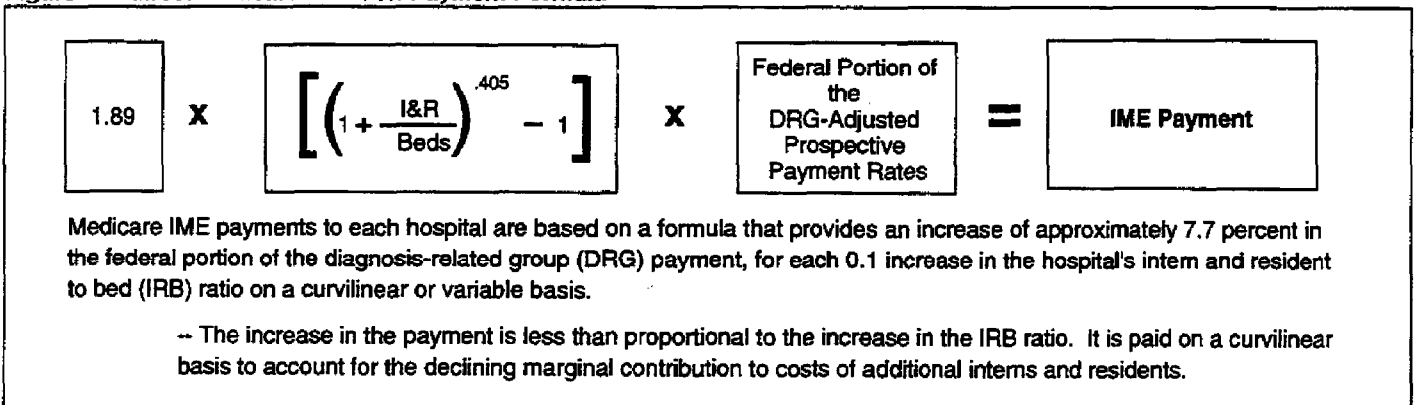 1.89 X [(1 + I&R / Beds).405 – 1] X Federal Portion of the DRG-Adjusted Prospective Payment Rates = IME Payment
Medicare IME payments to each hospital are based on a formula that provides an increase of approximately 7.7 percent in
the federal portion of the diagnosis-related group (DRG) payment, for each 0.1 increase in the hospital's intern and resident
to bed (IRB) ratio on a curvilinear or variable basis.
-- The increase in the payment is less than proportional to the increase in the IRB ratio. It is paid on a curvilinear
basis to account for the declining marginal contribution to costs of additional interns and residents.